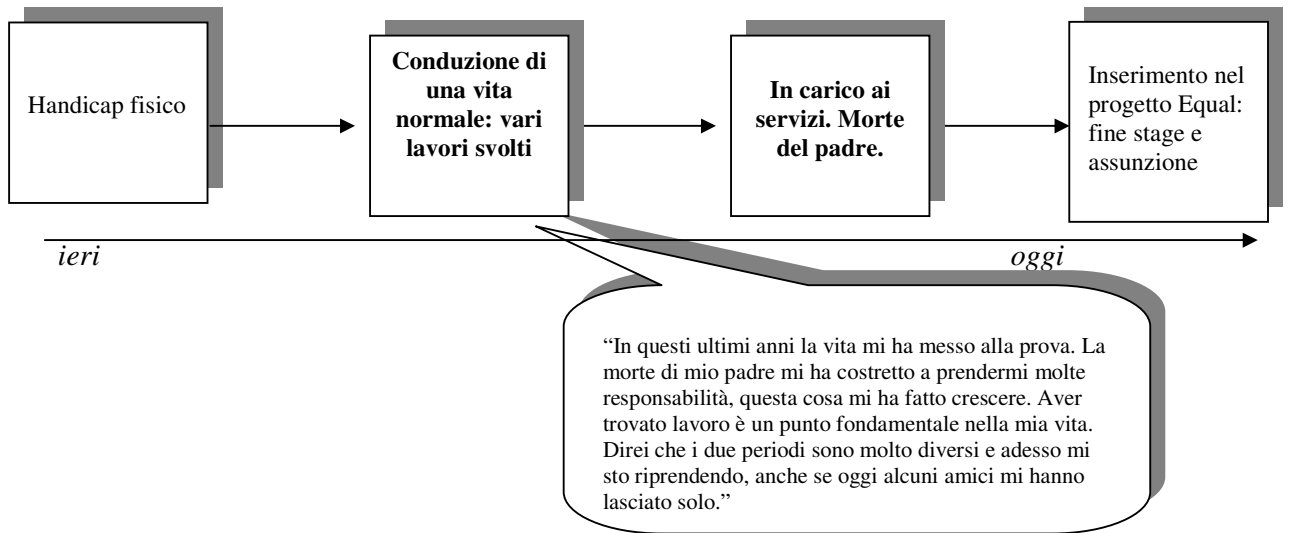 Handicap fisico
Conduzione di
una vita
normale: vari
lavori svolti
In carico ai
servizi. Morte
del padre.
Inserimento nel
progetto Equal:
fine stage e
assunzione
ieri
oggi
“In questi ultimi anni la vita mi ha messo alla prova. La
morte di mio padre mi ha costretto a prendermi molte
responsabilità, questa cosa mi ha fatto crescere. Aver
trovato lavoro è un punto fondamentale nella mia vita.
Direi che i due periodi sono molto diversi e adesso mi
sto riprendendo, anche se oggi alcuni amici mi hanno
lasciato solo.”